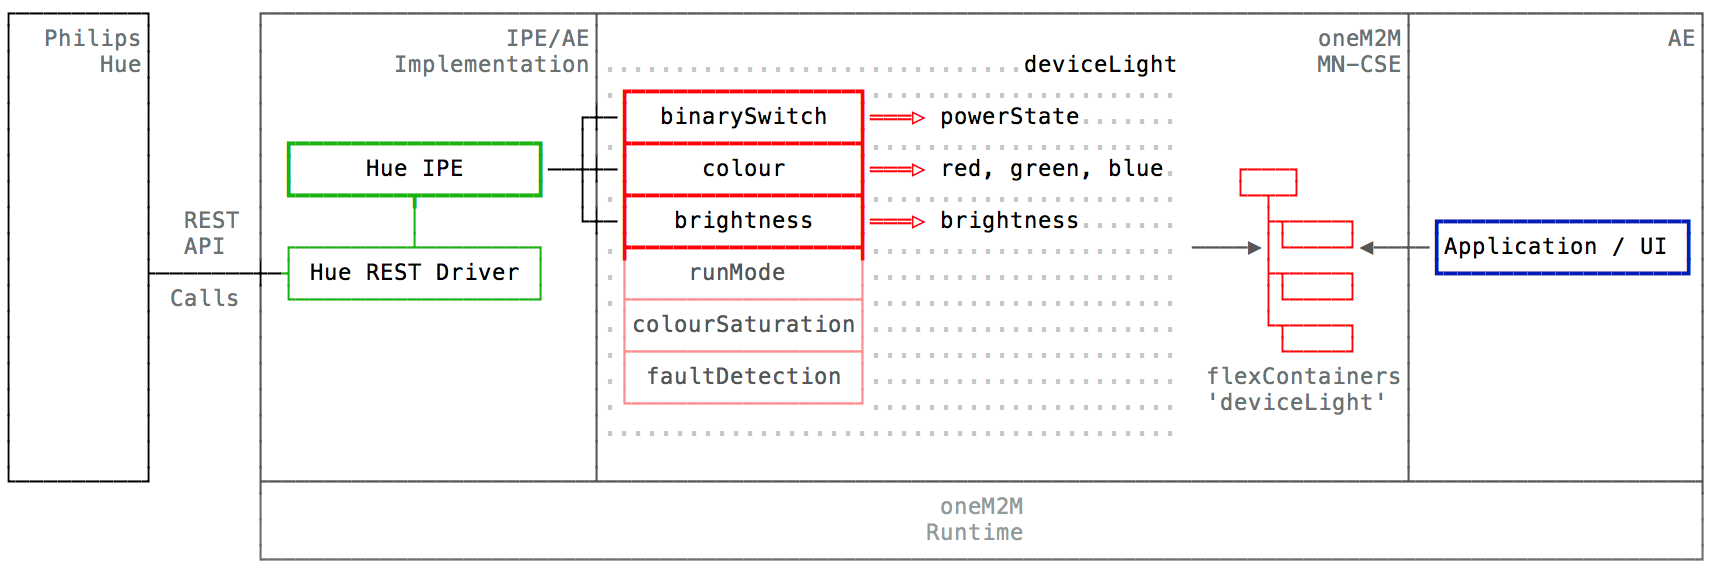 Philips
Hue
REST
API
Calls
IPE/AE
Implementation
Hue IPE
Hue REST Driver
oneM2M
MN-CSE
deviceLight
binarySwitch
powerState
colour
red, green, blue
brightness
brightness
runMode
colourSaturation
faultDetection
flexContainers
'deviceLight'
AE
Application / UI
oneM2M
Runtime